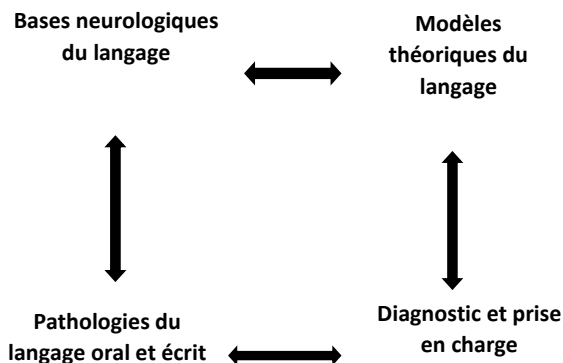 Bases neurologiques
du langage
Modèles
théoriques du
langage
Pathologies du
langage oral et écrit
Diagnostic et prise
en charge